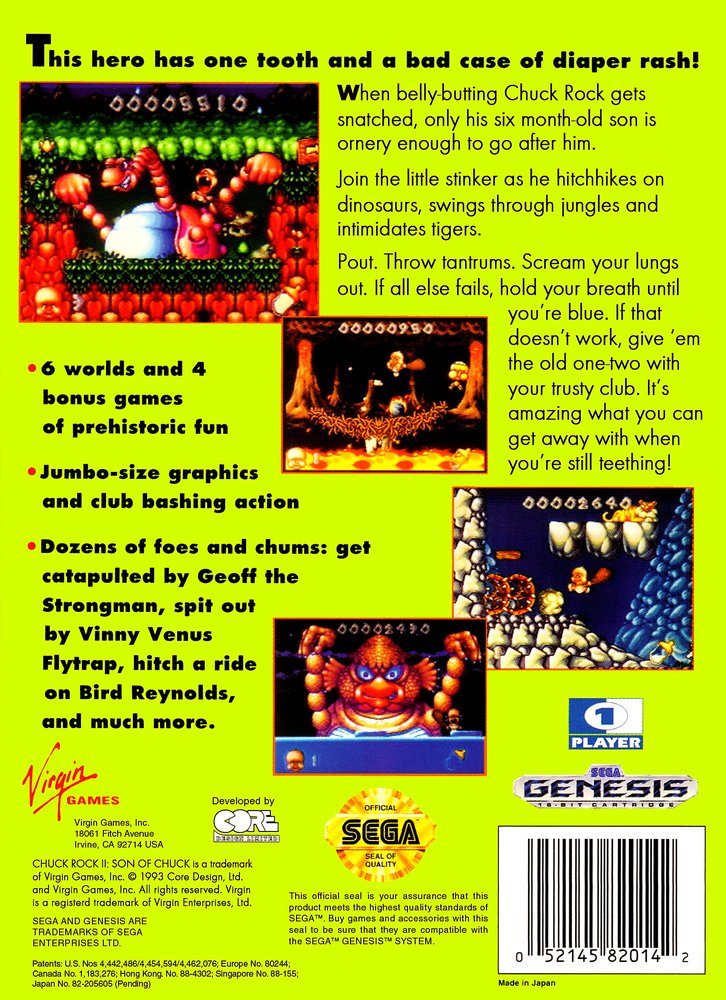 This hero has one tooth and a bad case of diaper rash!
00005510
When belly-butting Chuck Rock gets
snatched, only his six month-old son is
ornery enough to go after him.
Join the little stinker as he hitchhikes on
dinosaurs, swings through jungles and
intimidates tigers.
Pout. Throw tantrums. Scream your lungs
out. If all else fails, hold your breath until
you're blue. If that
doesn't work, give 'em
the old one-two with
your trusty club. It's
amazing what you can
get away with when
you're still teething!
00000950
• 6 worlds and 4
bonus games
of prehistoric fun
• Jumbo-size graphics
and club bashing action
• Dozens of foes and chums: get
catapulted by Geoff the
Strongman, spit out
by Vinny Venus
Flytrap, hitch a ride
on Bird Reynolds,
and much more.
00002640
00002430
1
1
PLAYER
SEGA
GENESIS
16-BIT CARTRIDGE
Virgin
GAMES
Virgin Games, Inc.
18061 Fitch Avenue
Irvine, CA 92714 USA
Developed by
CORE
DESIGN LIMITED
OFFICIAL
SEGA
SEAL OF
QUALITY
CHUCK ROCK II: SON OF CHUCK is a trademark
of Virgin Games, Inc. © 1993 Core Design, Ltd.
and Virgin Games, Inc. All rights reserved. Virgin
is a registerd trademark of Virgin Enterprises, Ltd.
SEGA AND GENESIS ARE
TRADEMARKS OF SEGA
ENTERPRISES LTD.
This official seal is your assurance that this
product meets the highest quality standards of
SEGA™. Buy games and accessories with this
seal to be sure that they are compatible with
the SEGA™ GENESIS™ SYSTEM.
Patents: U.S. Nos 4,442,486/4,454,594/4,462,076; Europe No. 80244;
Canada No. 1,183,276; Hong Kong. No. 88-4302; Singapore No. 88-155;
Japan No. 82-205605 (Pending)
0 52145 82014 2
Made in Japan